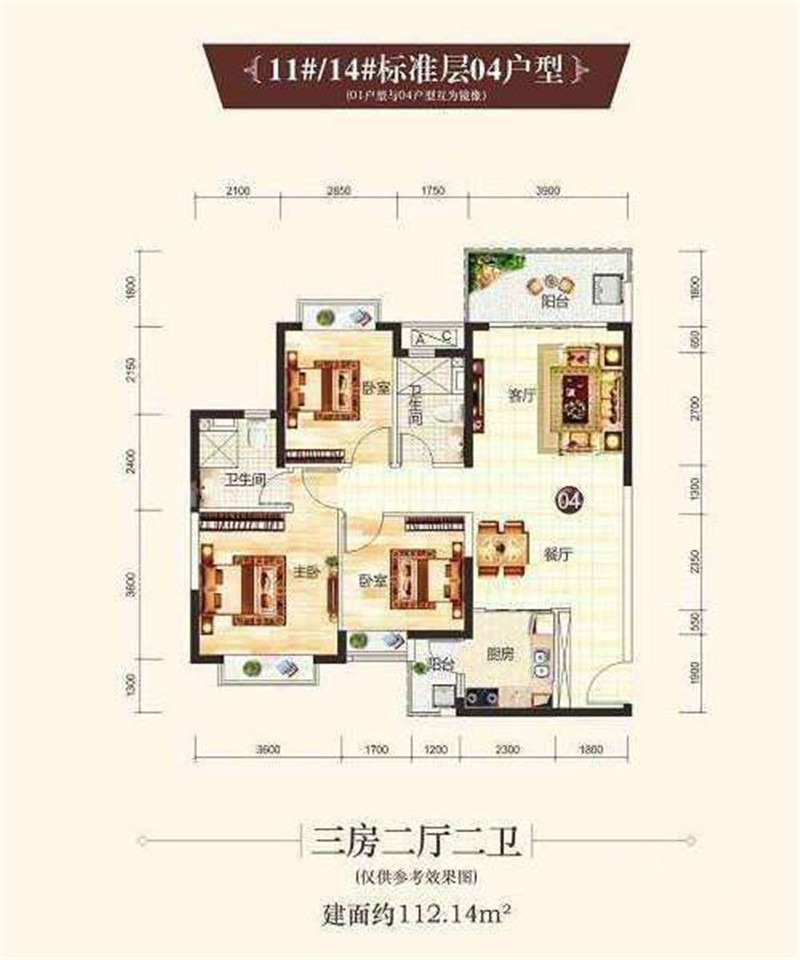 11#/14#标准层04户型
(01户型与04户型互为镜像)
2100 2850 1750 3900
1800 2150 2400 3600 1300
1800 650 2700 1300 2350 550 1900
阳台
A C
卧室
卫生间
客厅
卫生间
04
主卧
卧室
餐厅
阳台
厨房
3600 1700 1200 2300 1800
三房二厅二卫
(仅供参考效果图)
建面约112.14m²